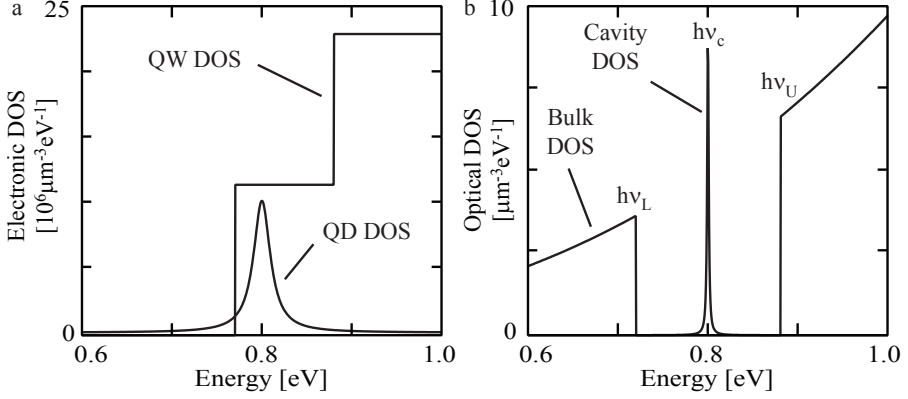 a
25
QW DOS
QD DOS
0
0.6
0.8
1.0
Energy [eV]
Electronic DOS
[10⁶μm⁻³eV⁻¹]
b
10
Cavity
DOS
hν_c
hν_U
Bulk
DOS
hν_L
0
0.6
0.8
1.0
Energy [eV]
Optical DOS
[μm⁻³eV⁻¹]